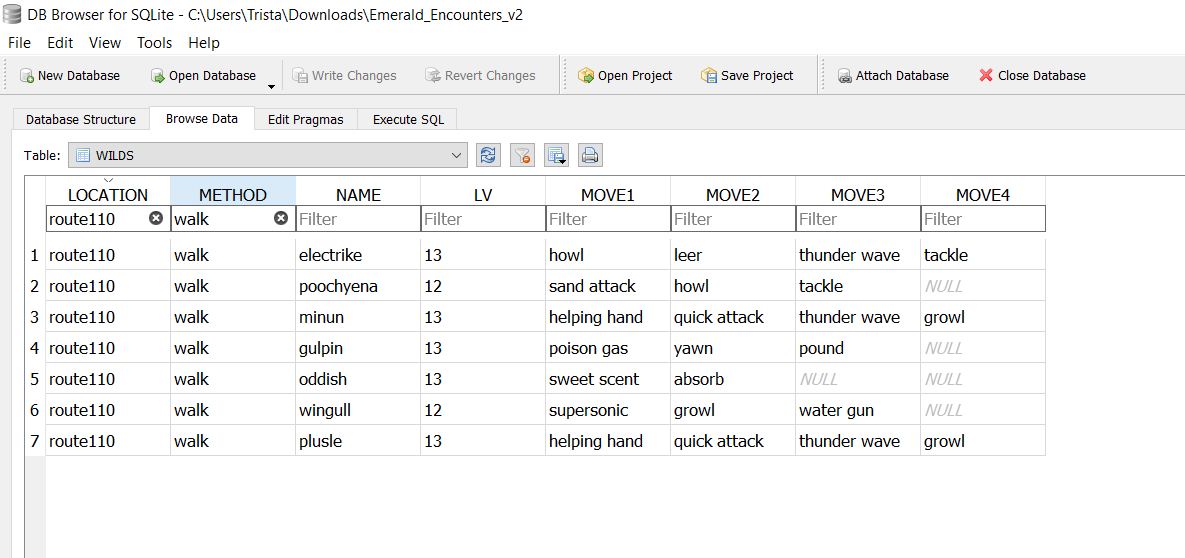 DB Browser for SQLite - C:\Users\Trista\Downloads\Emerald_Encounters_v2
File Edit View Tools Help
New Database Open Database Write Changes Revert Changes Open Project Save Project Attach Database Close Database
Database Structure Browse Data Edit Pragmas Execute SQL
Table: WILDS
LOCATION METHOD NAME LV MOVE1 MOVE2 MOVE3 MOVE4
route110 walk Filter Filter Filter Filter Filter Filter
1 route110 walk electrike 13 howl leer thunder wave tackle
2 route110 walk poochyena 12 sand attack howl tackle NULL
3 route110 walk minun 13 helping hand quick attack thunder wave growl
4 route110 walk gulpin 13 poison gas yawn pound NULL
5 route110 walk oddish 13 sweet scent absorb NULL NULL
6 route110 walk wingull 12 supersonic growl water gun NULL
7 route110 walk plusle 13 helping hand quick attack thunder wave growl